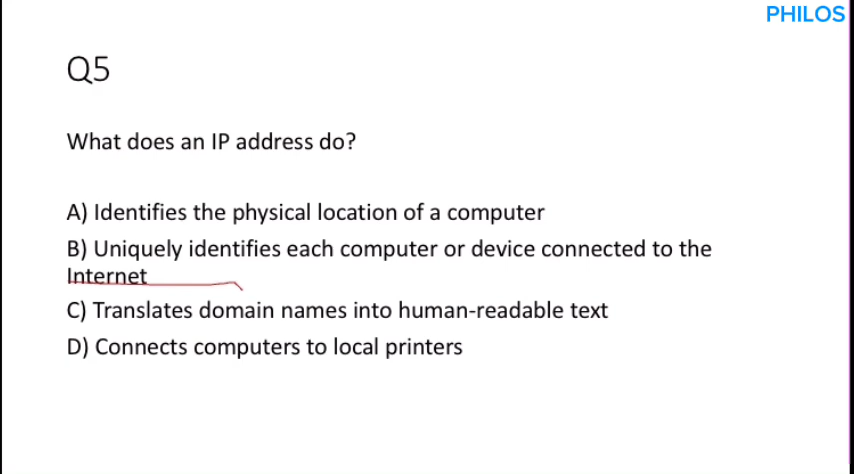 PHILOS
Q5
What does an IP address do?
A) Identifies the physical location of a computer
B) Uniquely identifies each computer or device connected to the
Internet
C) Translates domain names into human-readable text
D) Connects computers to local printers